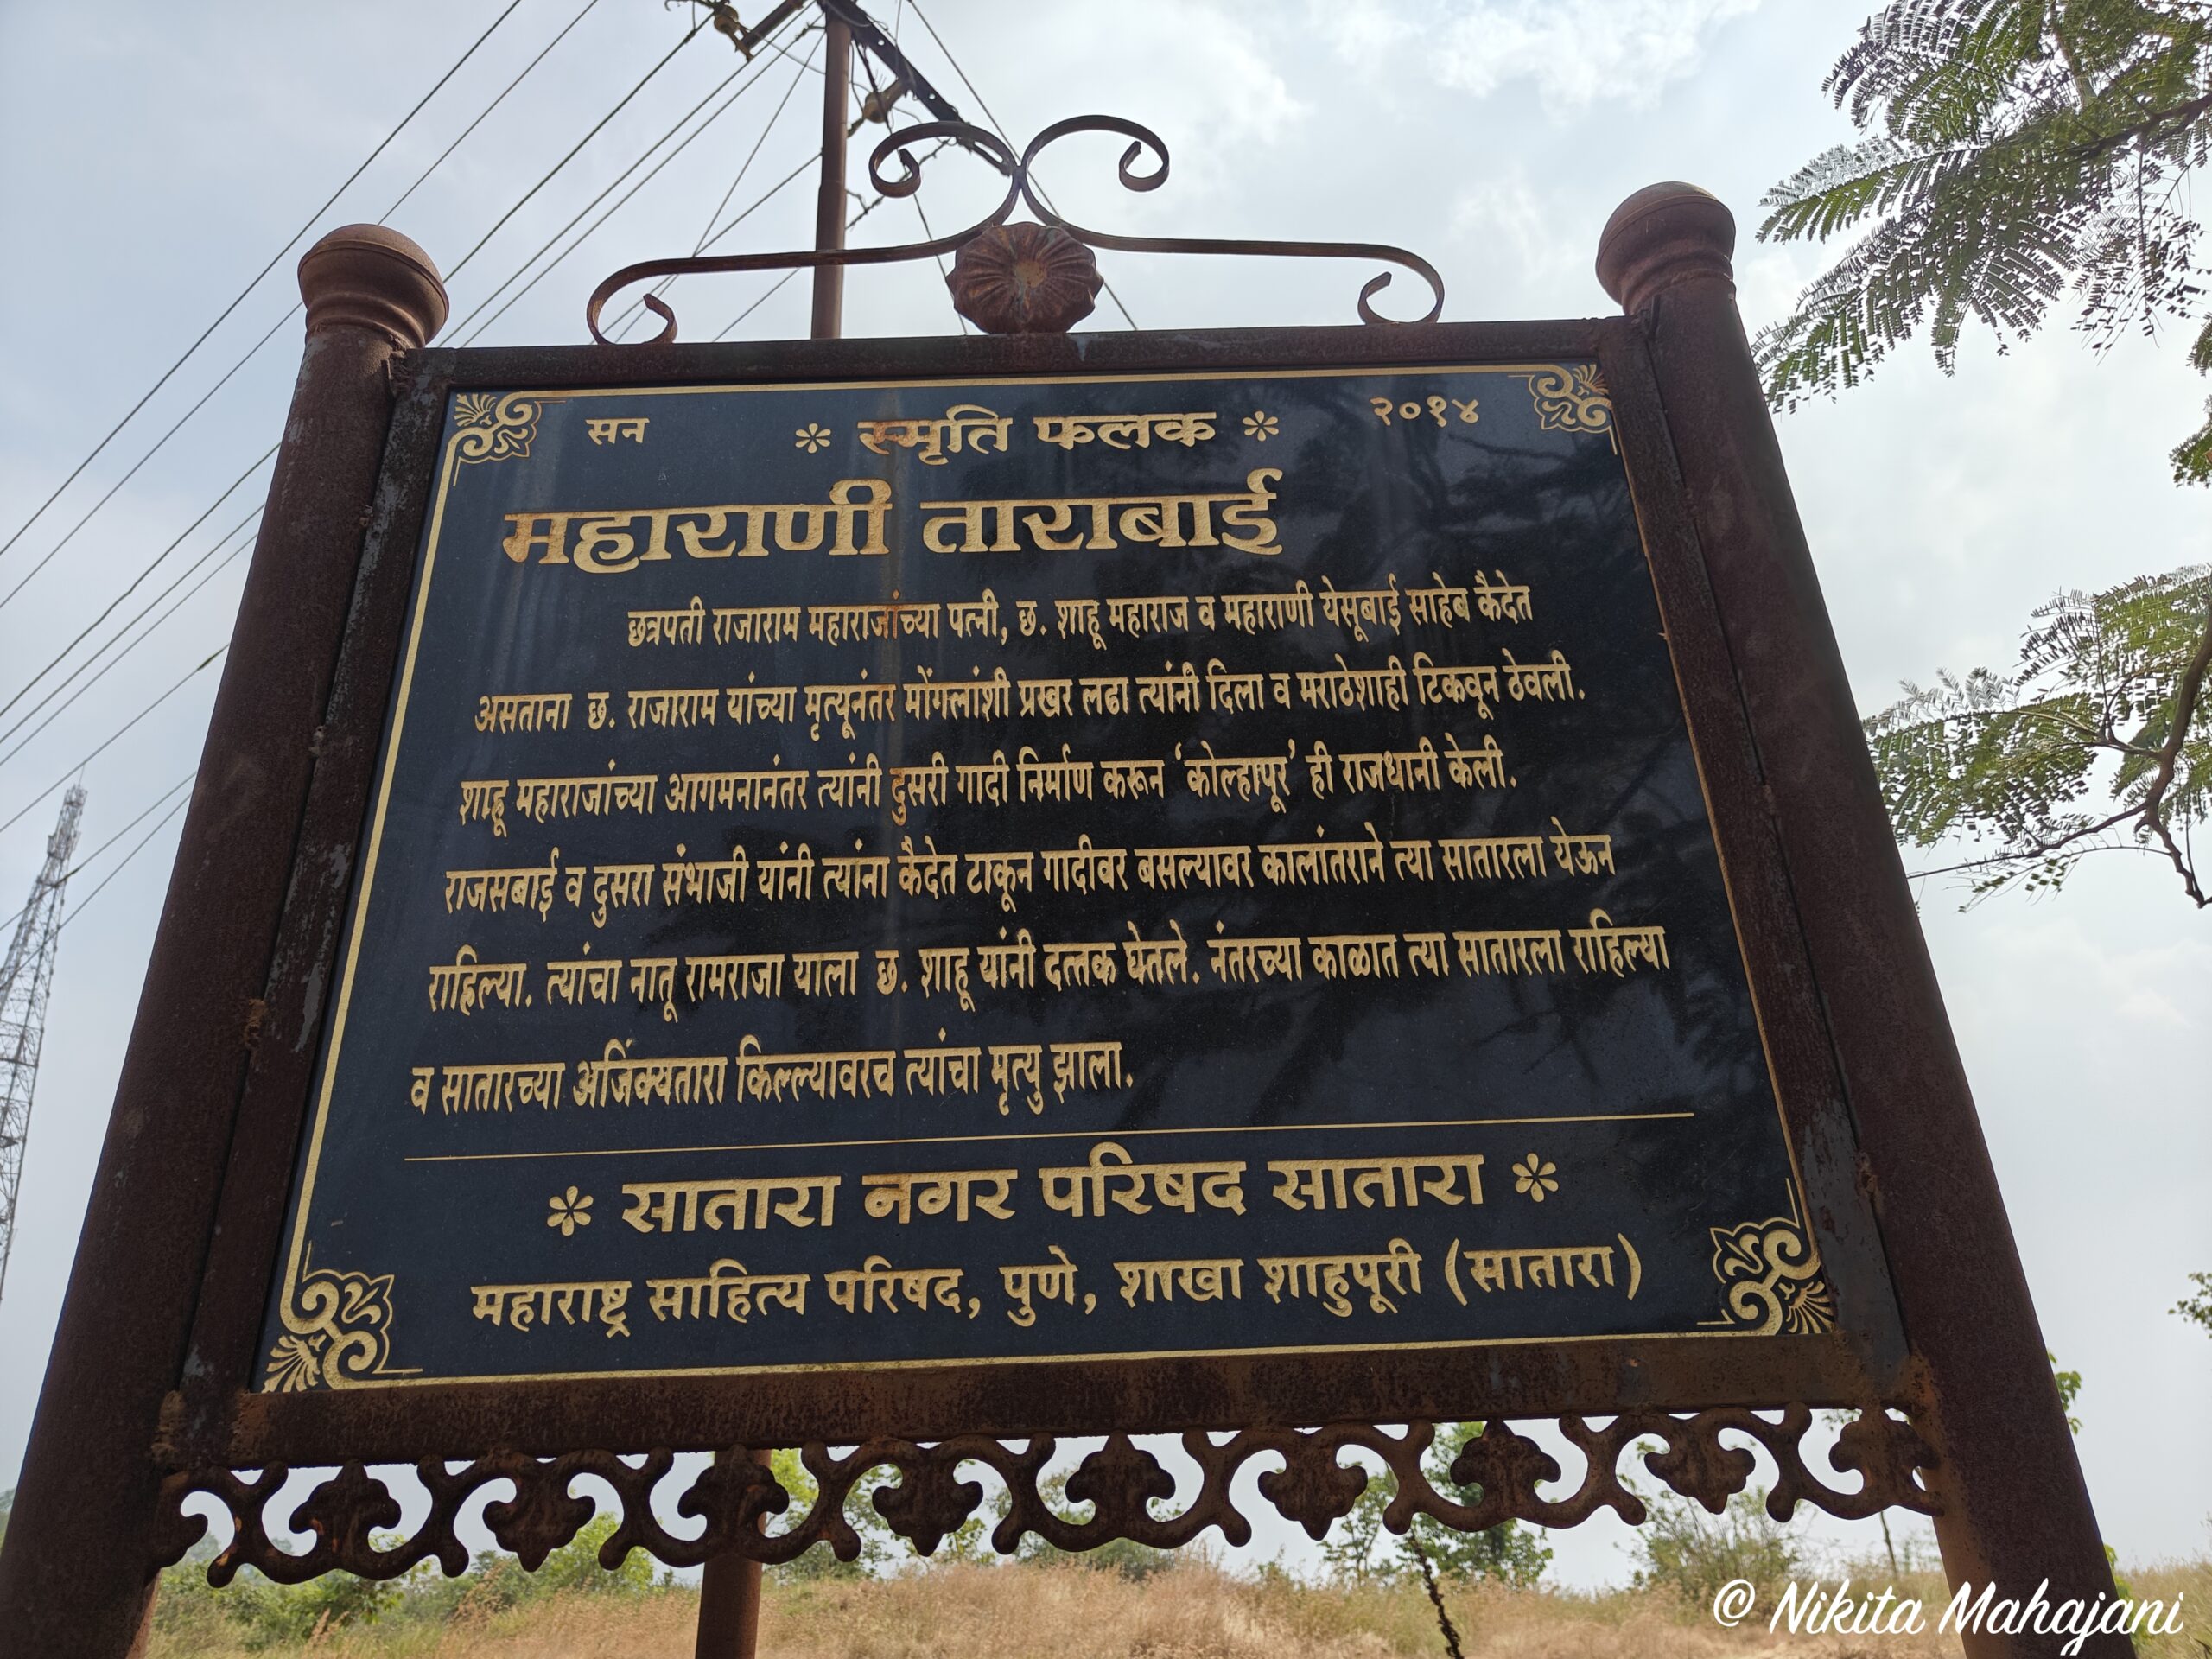 सन * स्मृति फलक * २०१४
महाराणी ताराबाई
छत्रपती राजाराम महाराजांच्या पत्नी, छ. शाहू महाराज व महाराणी येसूबाई साहेब कैदेत
असताना छ. राजाराम यांच्या मृत्यूनंतर मोंगलांशी प्रखर लढा त्यांनी दिला व मराठेशाही टिकवून ठेवली.
शाहू महाराजांच्या आगमनानंतर त्यांनी दुसरी गादी निर्माण करून ‘कोल्हापूर’ ही राजधानी केली.
राजसबाई व दुसरा संभाजी यांनी त्यांना कैदेत टाकून गादीवर बसल्यावर कालांतराने त्या सातारला येऊन
राहिल्या. त्यांचा नातू रामराजा याला छ. शाहू यांनी दत्तक घेतले. नंतरच्या काळात त्या सातारला राहिल्या
व सातारच्या अजिंक्यतारा किल्ल्यावरच त्यांचा मृत्यु झाला.
* सातारा नगर परिषद सातारा *
महाराष्ट्र साहित्य परिषद, पुणे, शाखा शाहुपूरी (सातारा)
© Nikita Mahajani